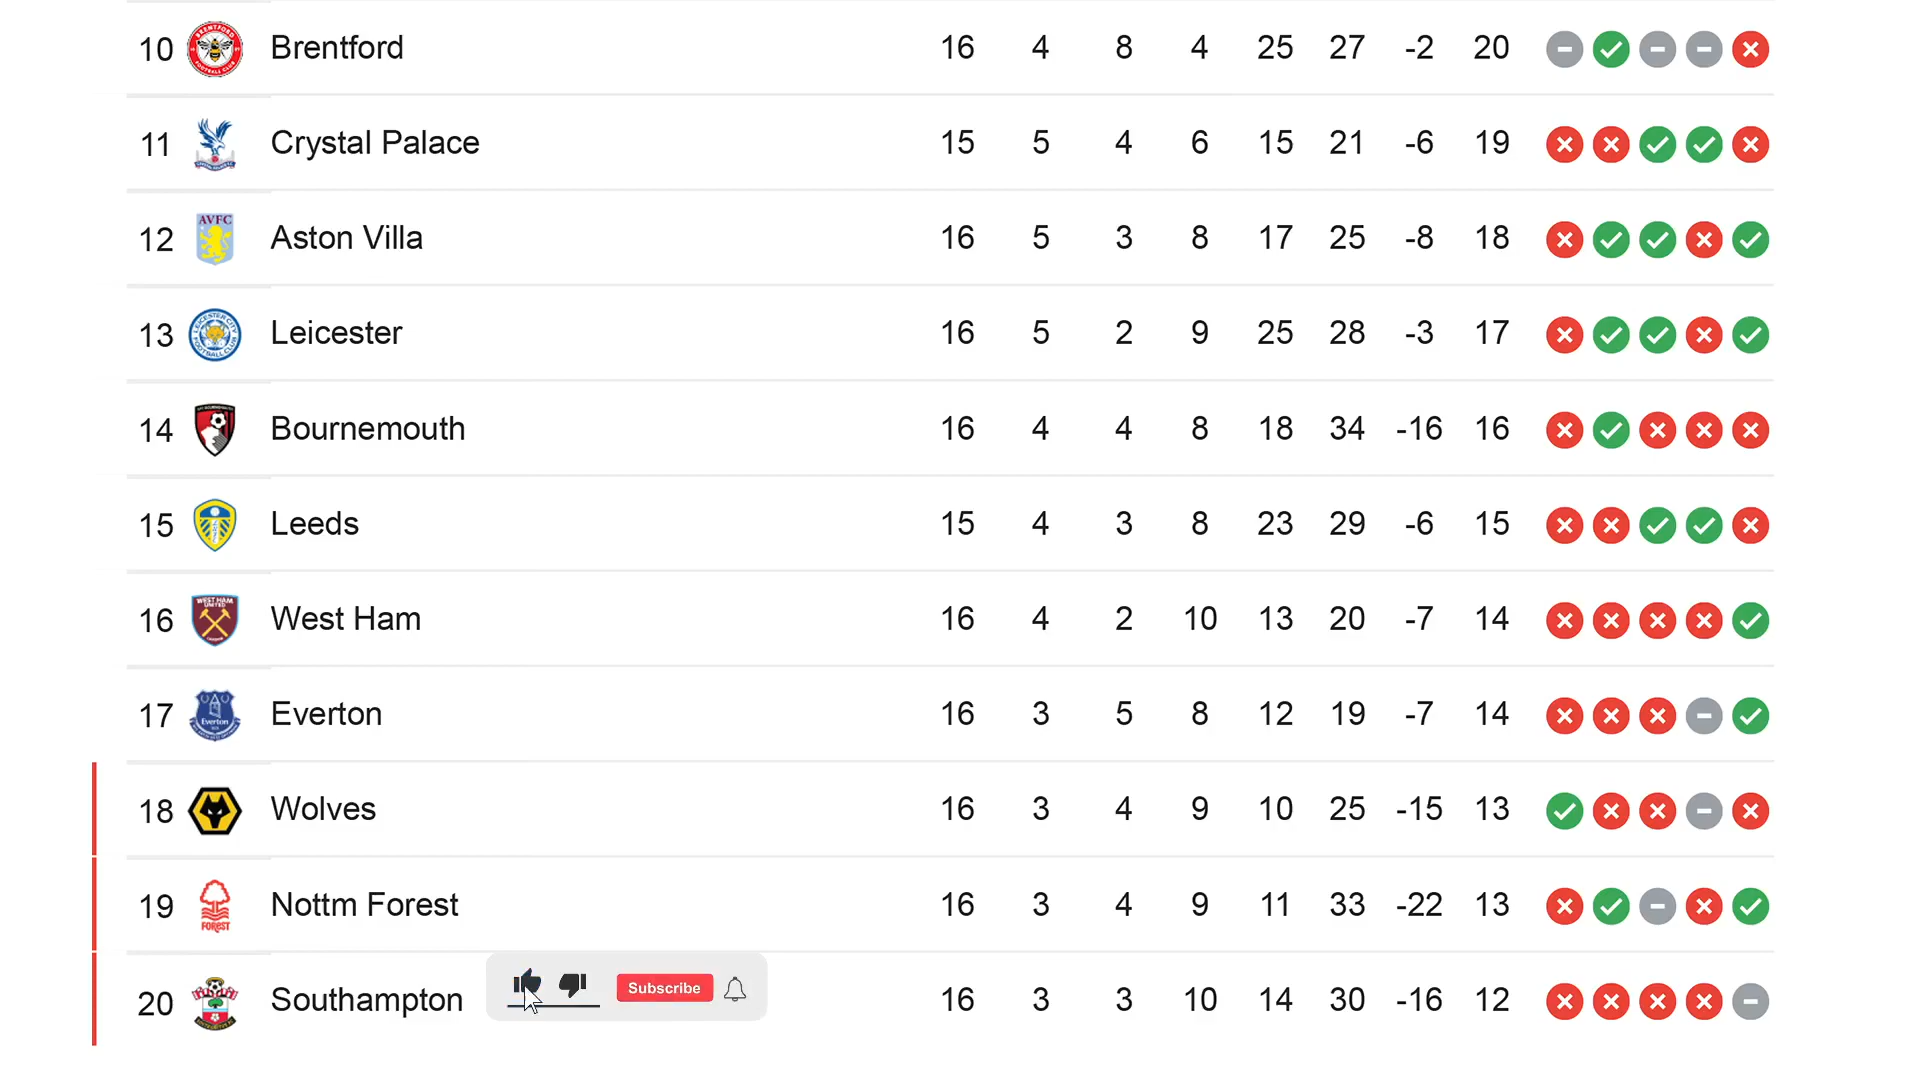 10 Brentford 16 4 8 4 25 27 -2 20
11 Crystal Palace 15 5 4 6 15 21 -6 19
AVFC
12 Aston Villa 16 5 3 8 17 25 -8 18
13 Leicester 16 5 2 9 25 28 -3 17
14 Bournemouth 16 4 4 8 18 34 -16 16
15 Leeds 15 4 3 8 23 29 -6 15
WEST HAM
UNITED
16 West Ham 16 4 2 10 13 20 -7 14
Everton
17 Everton 16 3 5 8 12 19 -7 14
18 Wolves 16 3 4 9 10 25 -15 13
19 Nottm Forest 16 3 4 9 11 33 -22 13
FOREST
20 Southampton Subscribe 16 3 3 10 14 30 -16 12